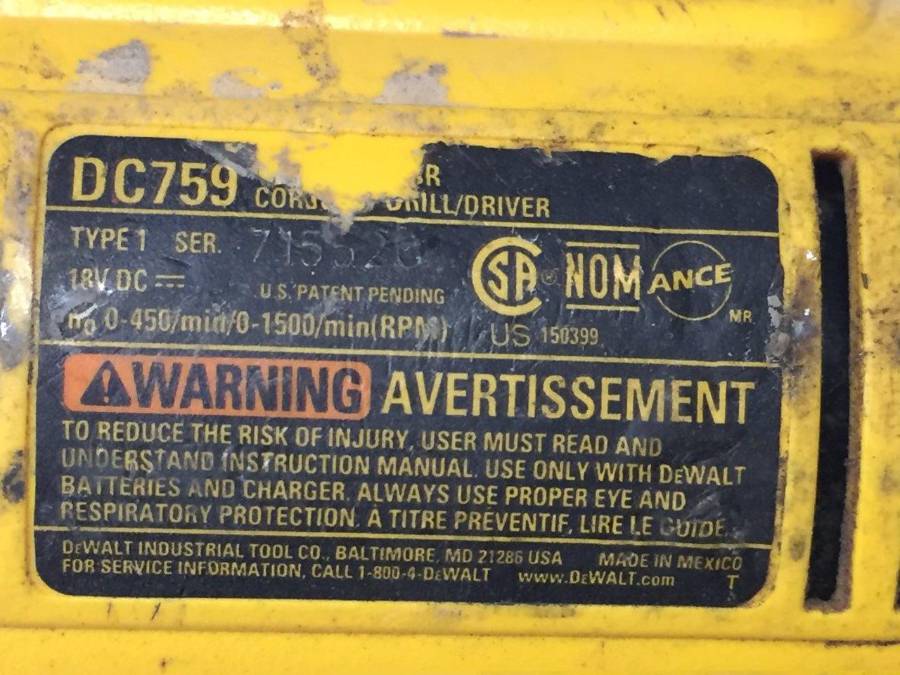 DC759
DRILL/DRIVER
TYPE 1 SER. 715520
18V DC
U.S. PATENT PENDING
n0 0-450/min/0-1500/min(RPM)
SA ® NOM ANCE
MR
US 150399
WARNING AVERTISSEMENT
TO REDUCE THE RISK OF INJURY, USER MUST READ AND
UNDERSTAND INSTRUCTION MANUAL. USE ONLY WITH DEWALT
BATTERIES AND CHARGER. ALWAYS USE PROPER EYE AND
RESPIRATORY PROTECTION. À TITRE PRÉVENTIF, LIRE LE GUIDE.
DEWALT INDUSTRIAL TOOL CO., BALTIMORE, MD 21286 USA MADE IN MEXICO
FOR SERVICE INFORMATION, CALL 1-800-4-DEWALT www.DEWALT.com T